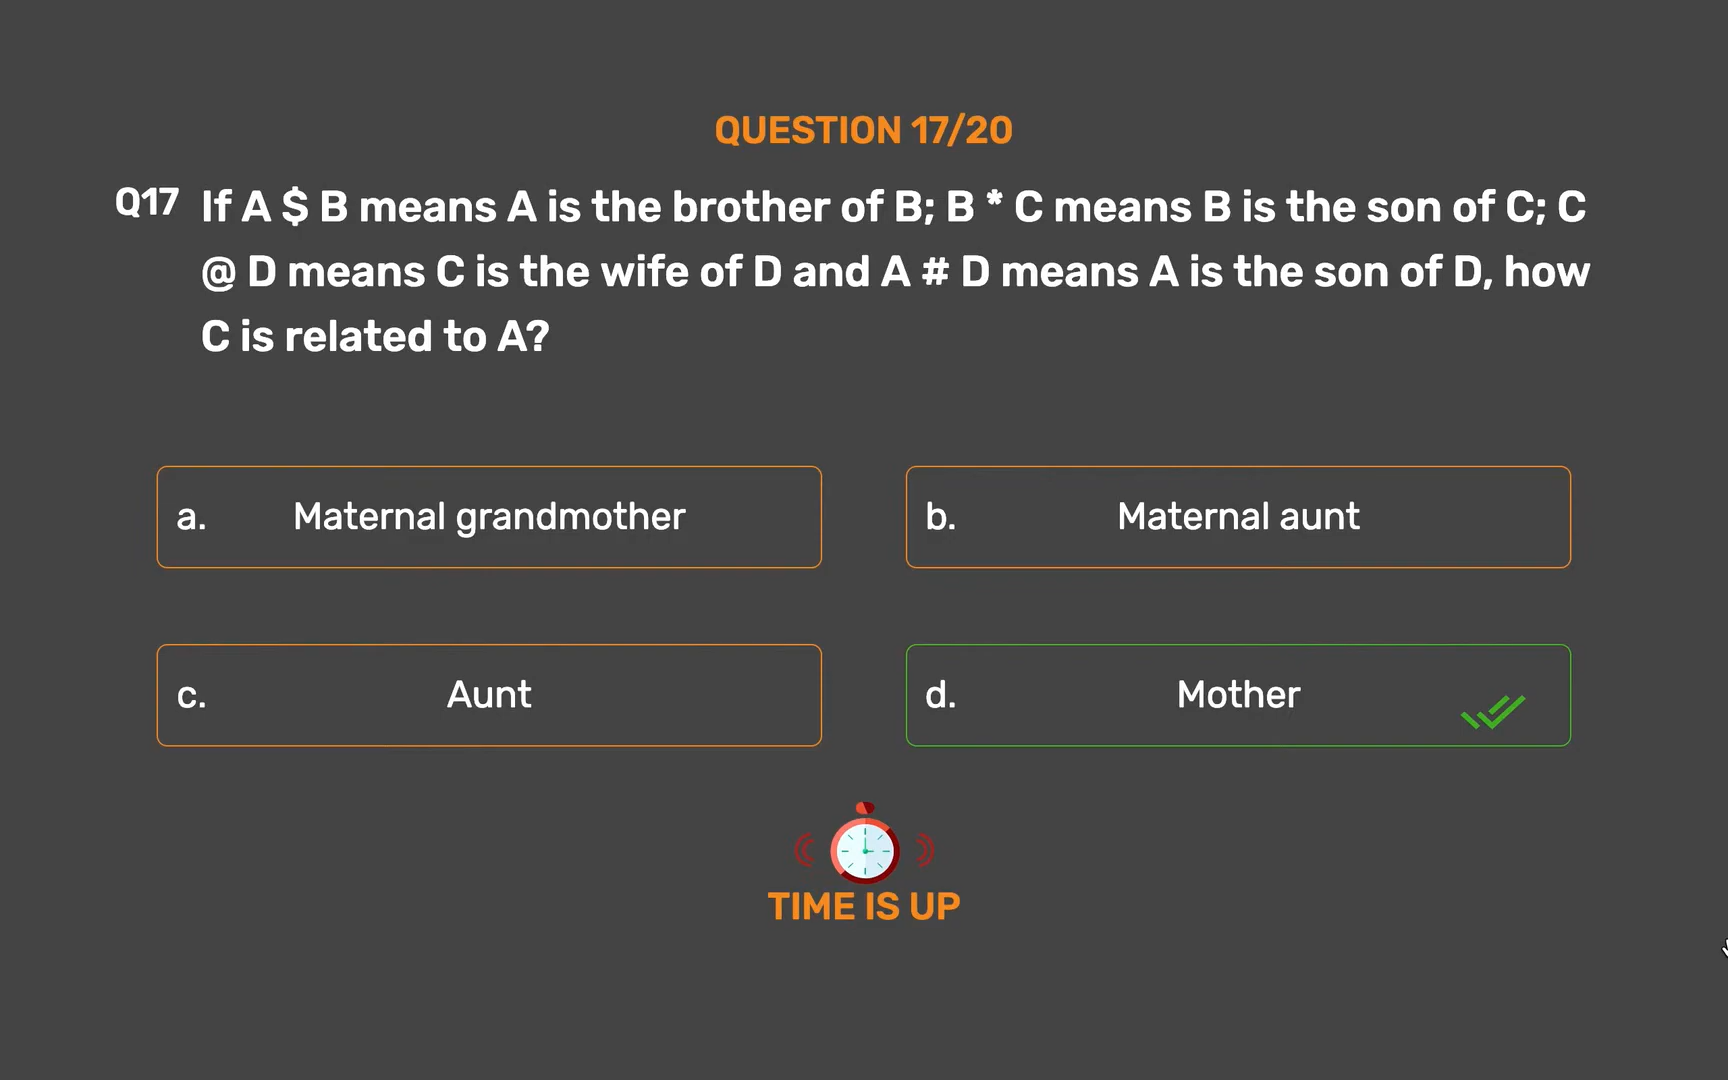 QUESTION 17/20
Q17 If A $ B means A is the brother of B; B * C means B is the son of C; C
@ D means C is the wife of D and A # D means A is the son of D, how
C is related to A?
a. Maternal grandmother
b. Maternal aunt
c. Aunt
d. Mother
TIME IS UP